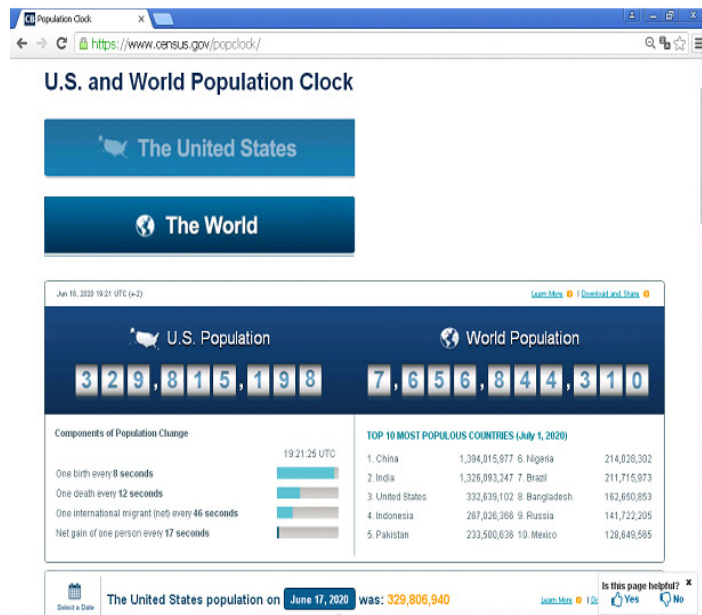 Population Clock
https://www.census.gov/popclock/
U.S. and World Population Clock
The United States
The World
Jun 18, 2020 19:21 UTC (+2)
Learn More | Download and Share
U.S. Population
329,815,198
World Population
7,656,844,310
Components of Population Change
19:21:25 UTC
One birth every 8 seconds
One death every 12 seconds
One international migrant (net) every 46 seconds
Net gain of one person every 17 seconds
TOP 10 MOST POPULOUS COUNTRIES (July 1, 2020)
1. China 1,394,015,977 6. Nigeria 214,028,302
2. India 1,326,093,247 7. Brazil 211,715,973
3. United States 332,639,102 8. Bangladesh 162,650,853
4. Indonesia 267,026,366 9. Russia 141,722,205
5. Pakistan 233,500,636 10. Mexico 128,649,565
Select a Date
The United States population on June 17, 2020 was: 329,806,940
Learn More
Is this page helpful? x
Yes No